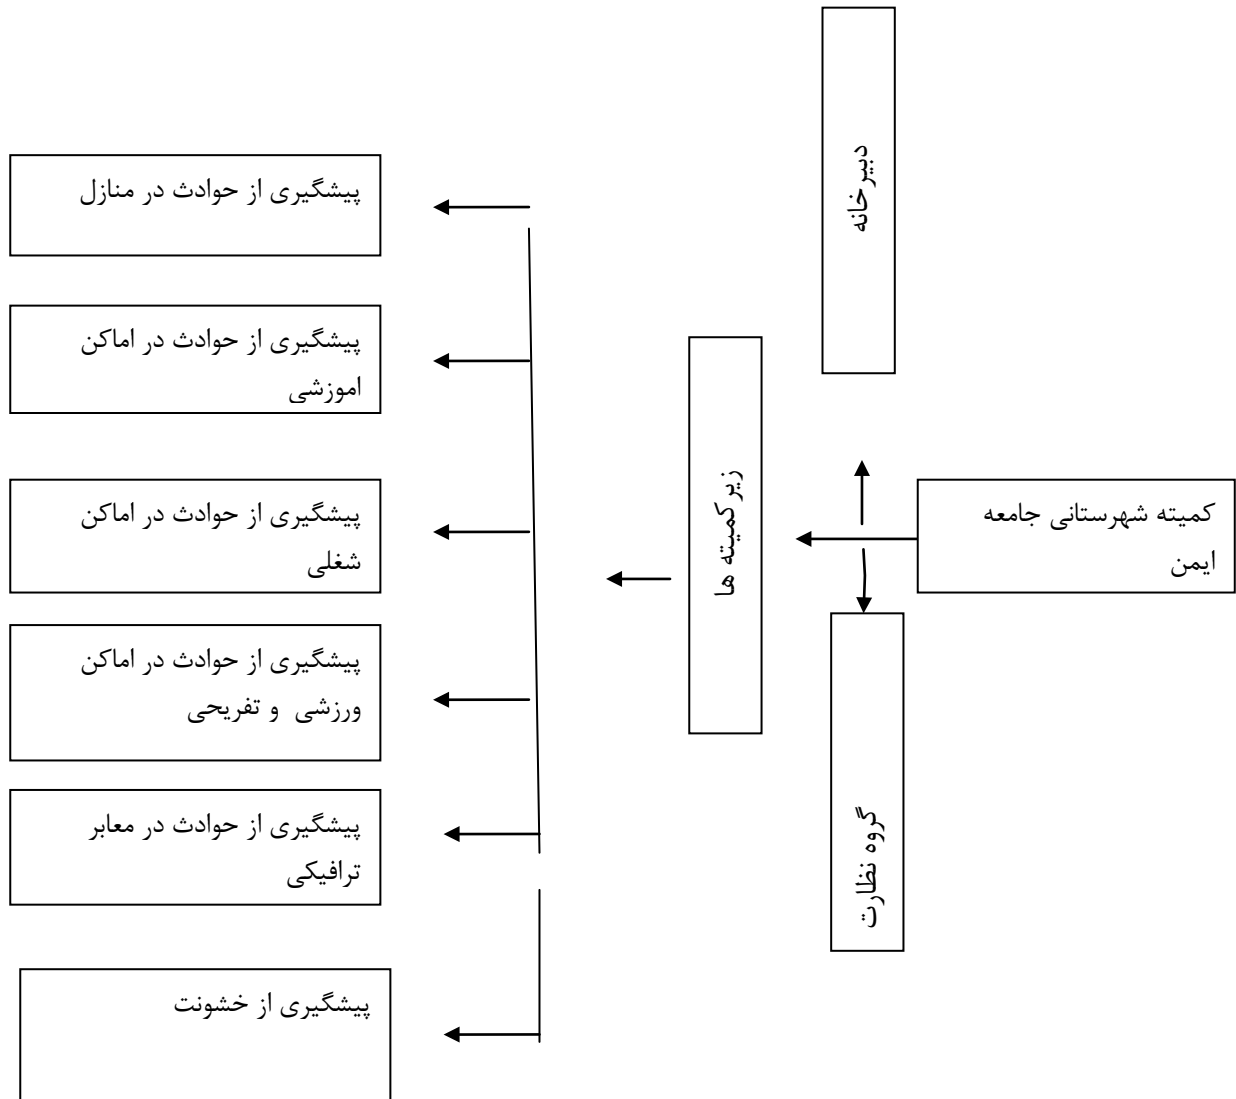 کمیته شهرستانی جامعه
ایمن
دبیرخانه
گروه نظارت
زیرکمیته ها
پیشگیری از حوادث در منازل
پیشگیری از حوادث در اماکن
اموزشی
پیشگیری از حوادث در اماکن
شغلی
پیشگیری از حوادث در اماکن
ورزشی و تفریحی
پیشگیری از حوادث در معابر
ترافیکی
پیشگیری از خشونت